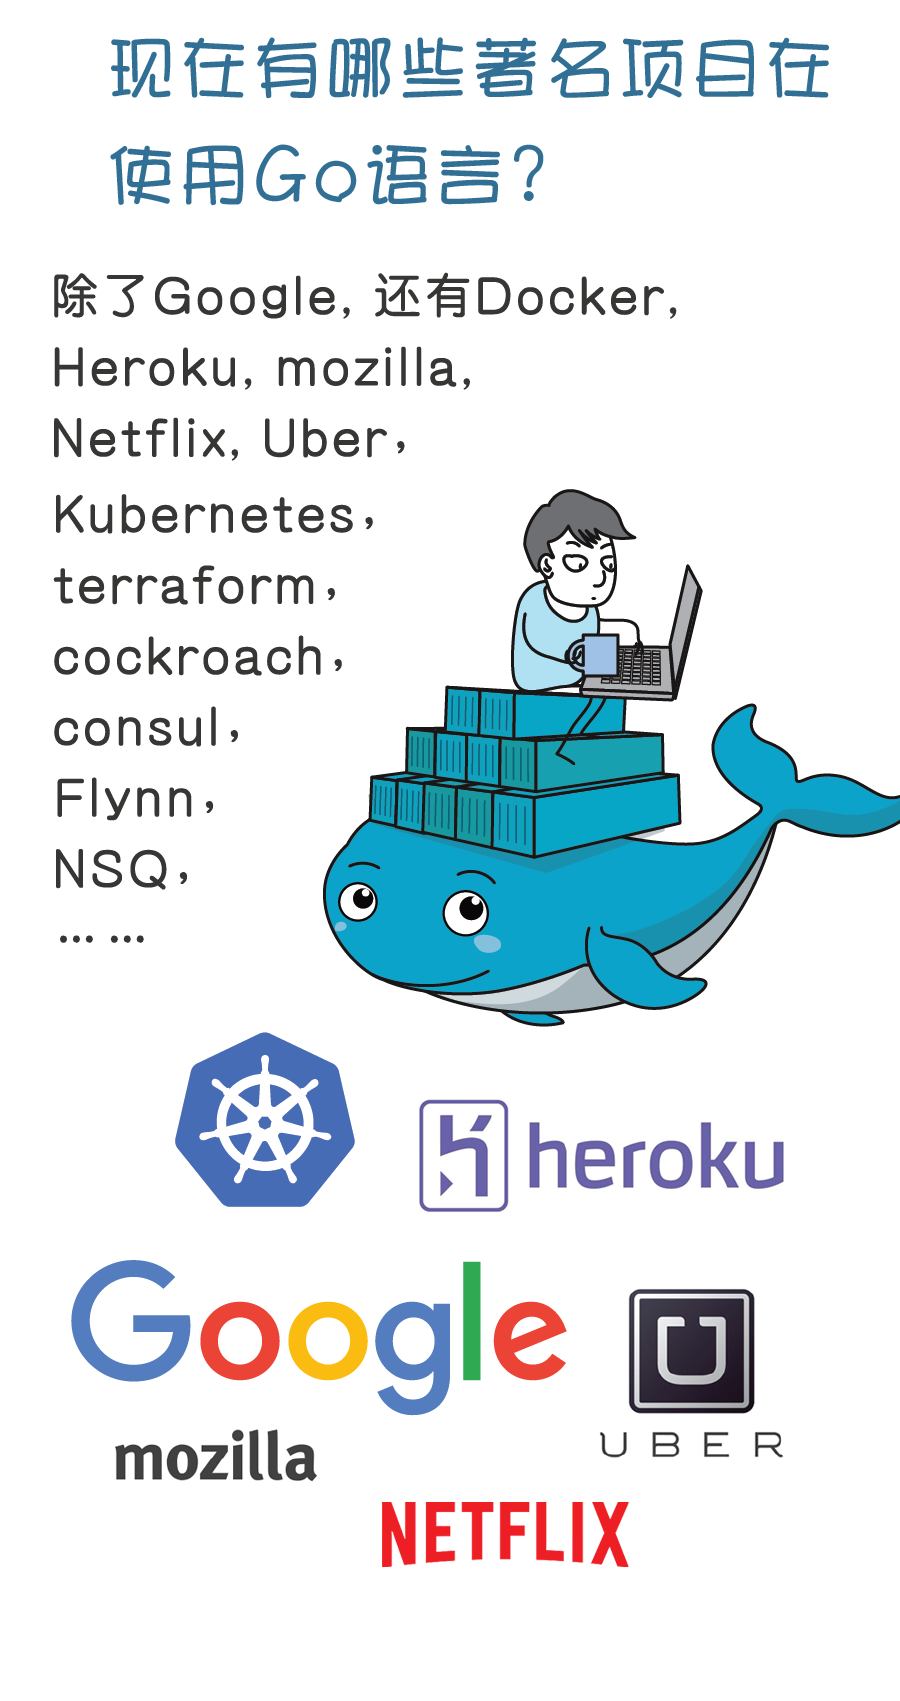 现在有哪些著名项目在
使用Go语言?
除了Google, 还有Docker,
Heroku, mozilla,
Netflix, Uber，
Kubernetes，
terraform，
cockroach，
consul，
Flynn，
NSQ，
... ...
heroku
Google
UBER
mozilla
NETFLIX